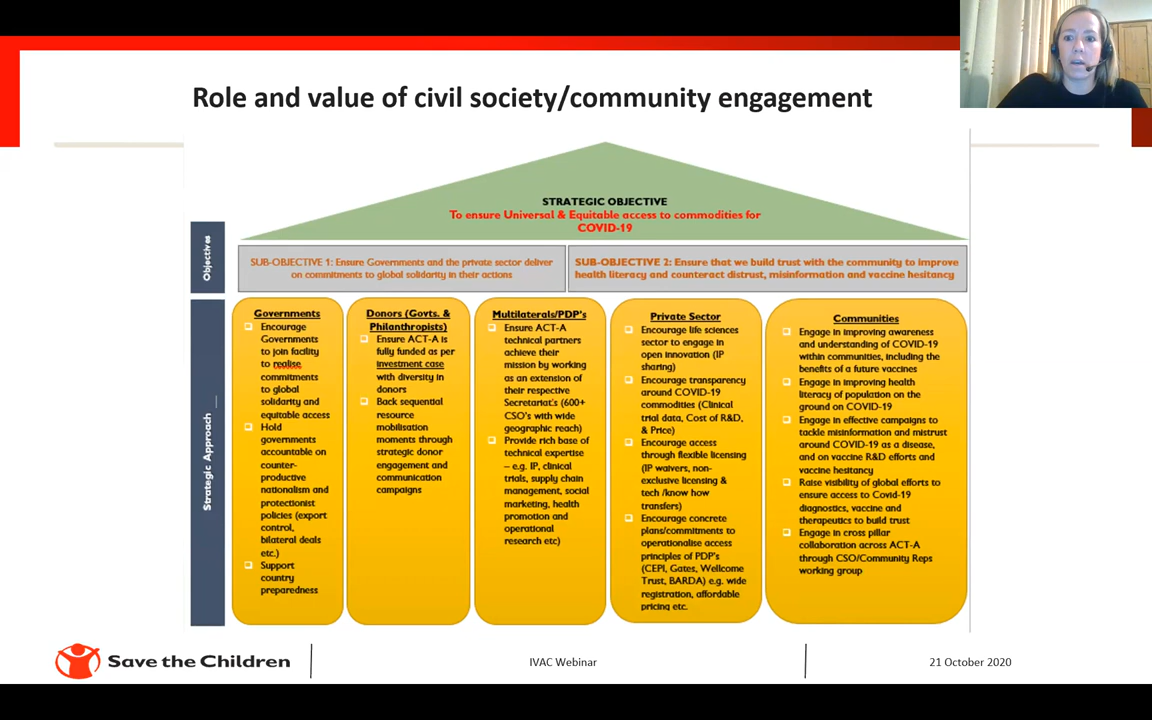 Role and value of civil society/community engagement
STRATEGIC OBJECTIVE
To ensure Universal & Equitable access to commodities for
COVID-19
Objectives
SUB-OBJECTIVE 1: Ensure Governments and the private sector deliver
on commitments to global solidarity in their actions
SUB-OBJECTIVE 2: Ensure that we build trust with the community to improve
health literacy and counteract distrust, misinformation and vaccine hesitancy
Strategic Approach
Governments
Encourage
Governments
to join facility
to realise
commitments
to global
solidarity and
equitable access
Hold
governments
accountable on
counter-
productive
nationalism and
protectionist
policies (export
control,
bilateral deals
etc.)
Support
country
preparedness
Donors (Govts. &
Philanthropists)
Ensure ACT-A is
fully funded as per
investment case
with diversity in
donors
Back sequential
resource
mobilisation
moments through
strategic donor
engagement and
communication
campaigns
Multilaterals/PDP's
Ensure ACT-A
technical partners
achieve their
mission by working
as an extension of
their respective
Secretariat's (600+
CSO's with wide
geographic reach)
Provide rich base of
technical expertise
– e.g. IP, clinical
trials, supply chain
management, social
marketing, health
promotion and
operational
research etc)
Private Sector
Encourage life sciences
sector to engage in
open innovation (IP
sharing)
Encourage transparency
around COVID-19
commodities (Clinical
trial data, Cost of R&D,
& Price)
Encourage access
through flexible licensing
(IP waivers, non-
exclusive licensing &
tech /know how
transfers)
Encourage concrete
plans/commitments to
operationalise access
principles of PDP's
(CEPI, Gates, Wellcome
Trust, BARDA) e.g. wide
registration, affordable
pricing etc.
Communities
Engage in improving awareness
and understanding of COVID-19
within communities, including the
benefits of a future vaccines
Engage in improving health
literacy of population on the
ground on COVID-19
Engage in effective campaigns to
tackle misinformation and mistrust
around COVID-19 as a disease,
and on vaccine R&D efforts and
vaccine hesitancy
Raise visibility of global efforts to
ensure access to Covid-19
diagnostics, vaccine and
therapeutics to build trust
Engage in cross pillar
collaboration across ACT-A
through CSO/Community Reps
working group
Save the Children
IVAC Webinar
21 October 2020